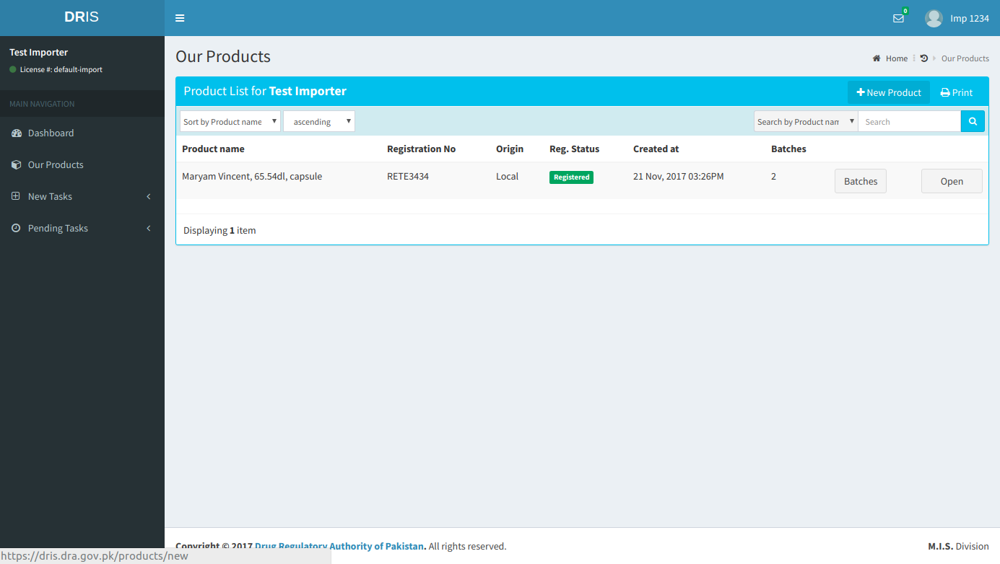 DRIS
0
Imp 1234
Test Importer
License #: default-import
MAIN NAVIGATION
Dashboard
Our Products
New Tasks
Pending Tasks
Our Products
Home
Our Products
Product List for Test Importer
New Product
Print
Sort by Product name
ascending
Search by Product nam
Search
Product name Registration No Origin Reg. Status Created at Batches
Maryam Vincent, 65.54dl, capsule RETE3434 Local Registered 21 Nov, 2017 03:26PM 2 Batches Open
Displaying 1 item
Copyright © 2017 Drug Regulatory Authority of Pakistan. All rights reserved.
M.I.S. Division
https://dris.dra.gov.pk/products/new